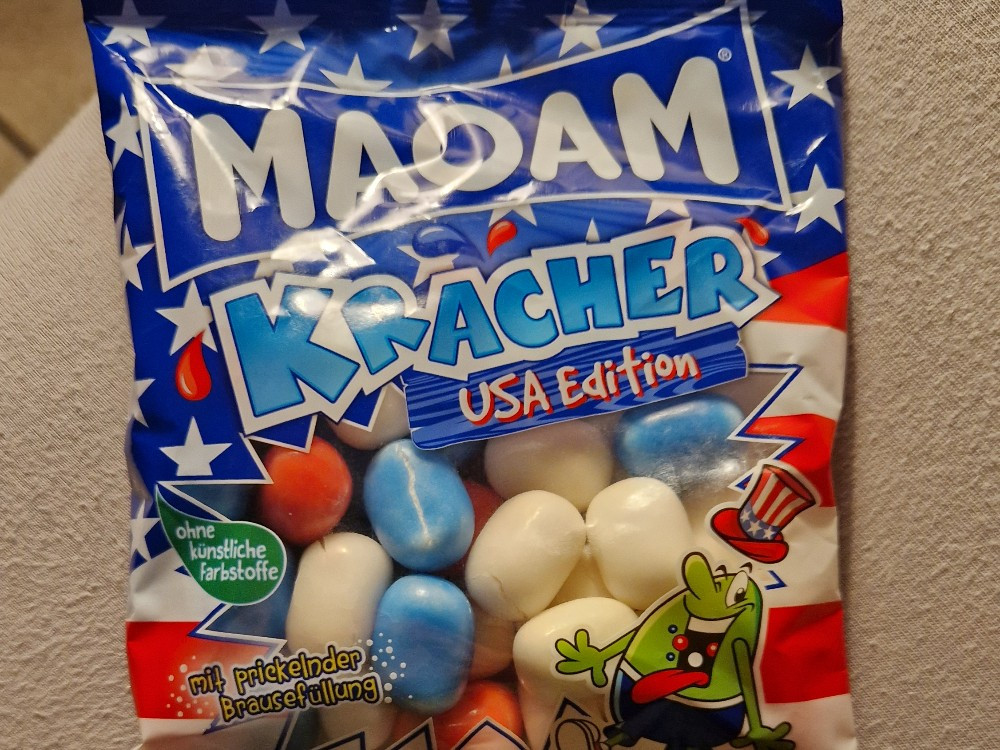 MAOAM®
KRACHER
USA Edition
ohne
künstliche
Farbstoffe
mit prickelnder
Brausefüllung